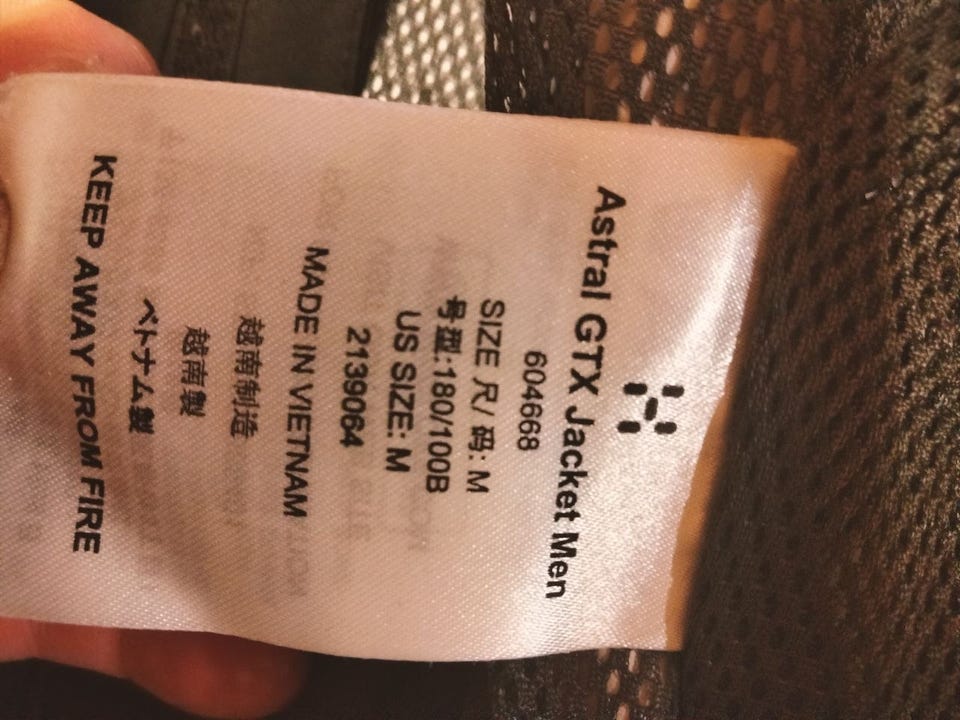 Astral GTX Jacket Men
604668
SIZE 尺/ 码: M
号型:180/100B
US SIZE: M
2139064
MADE IN VIETNAM
越南制造
越南製
ベトナム製
KEEP AWAY FROM FIRE